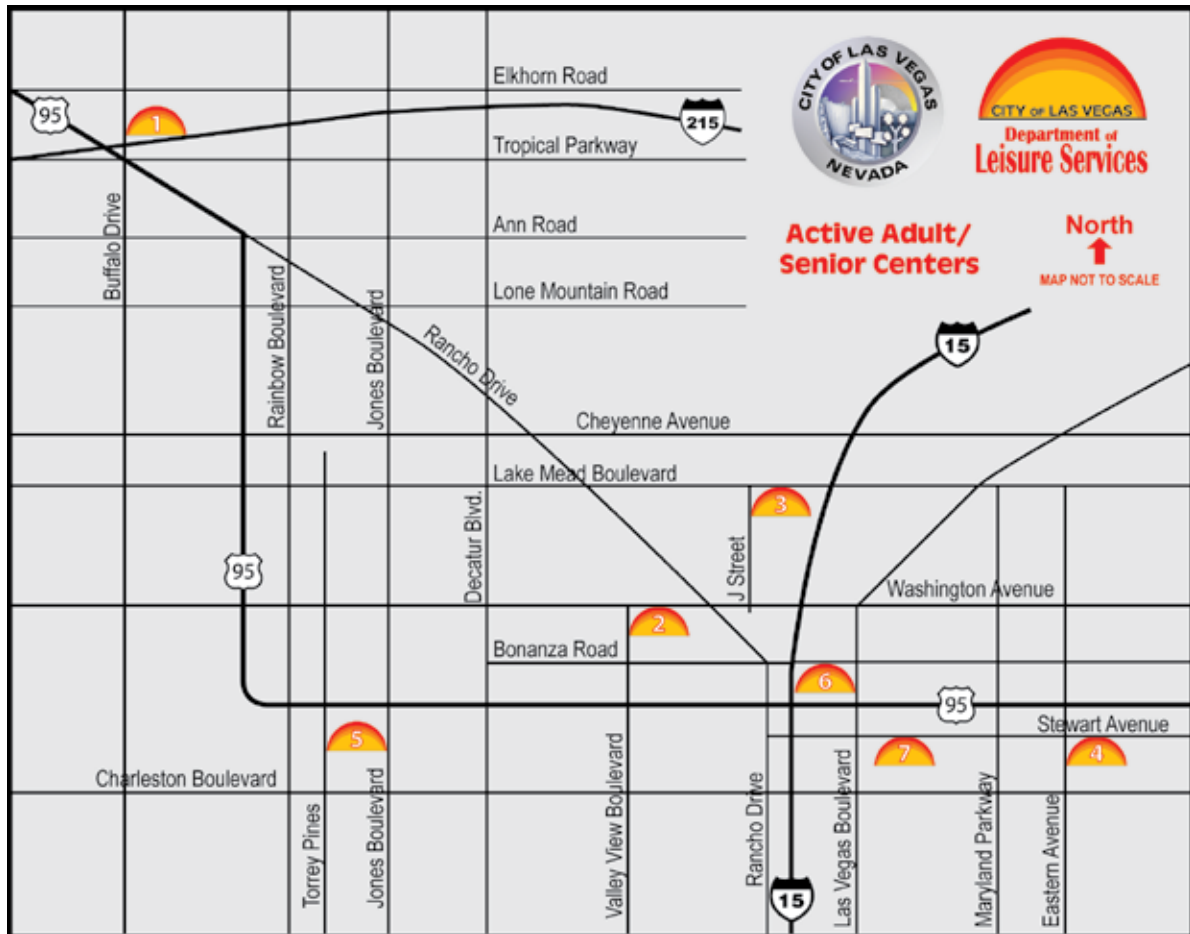 Elkhorn Road
CITY OF LAS VEGAS
NEVADA
CITY OF LAS VEGAS
Department of
Leisure Services
95
1
215
Tropical Parkway
Buffalo Drive
Ann Road
Active Adult/
Senior Centers
North
MAP NOT TO SCALE
Rainbow Boulevard
Jones Boulevard
Lone Mountain Road
Rancho Drive
15
Cheyenne Avenue
Lake Mead Boulevard
3
95
Decatur Blvd.
J Street
Washington Avenue
2
Bonanza Road
6
95
Stewart Avenue
5
7
4
Charleston Boulevard
Torrey Pines
Jones Boulevard
Valley View Boulevard
Rancho Drive
15
Las Vegas Boulevard
Maryland Parkway
Eastern Avenue